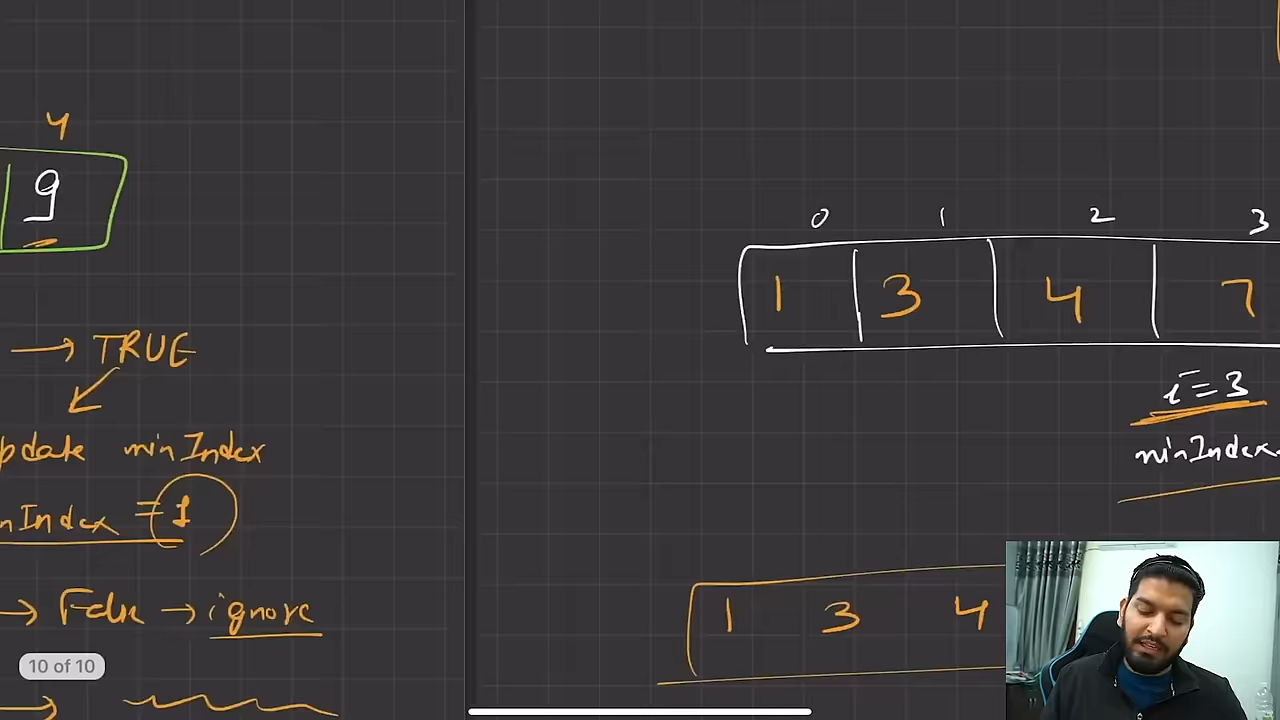 4
9
→ TRUE
update minIndex
nIndex = 1
→ False → ignore
10 of 10
0 1 2 3
1 3 4 7
i = 3
minIndex
1 3 4